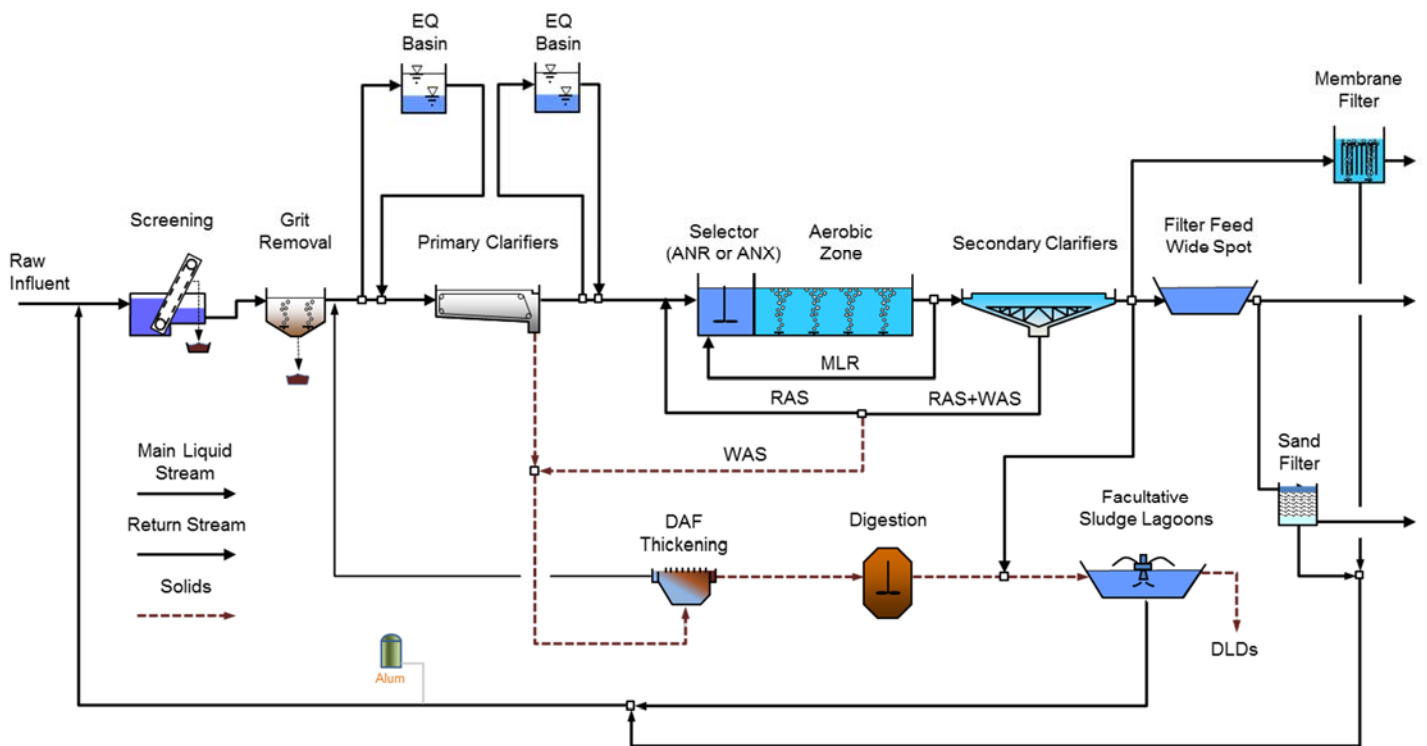 EQ
Basin
EQ
Basin
Membrane
Filter
Screening
Grit
Removal
Primary Clarifiers
Selector
(ANR or ANX)
Aerobic
Zone
Secondary Clarifiers
Filter Feed
Wide Spot
Raw
Influent
MLR
RAS
RAS+WAS
WAS
Main Liquid
Stream
Return Stream
Solids
Sand
Filter
DAF
Thickening
Digestion
Facultative
Sludge Lagoons
DLDs
Alum